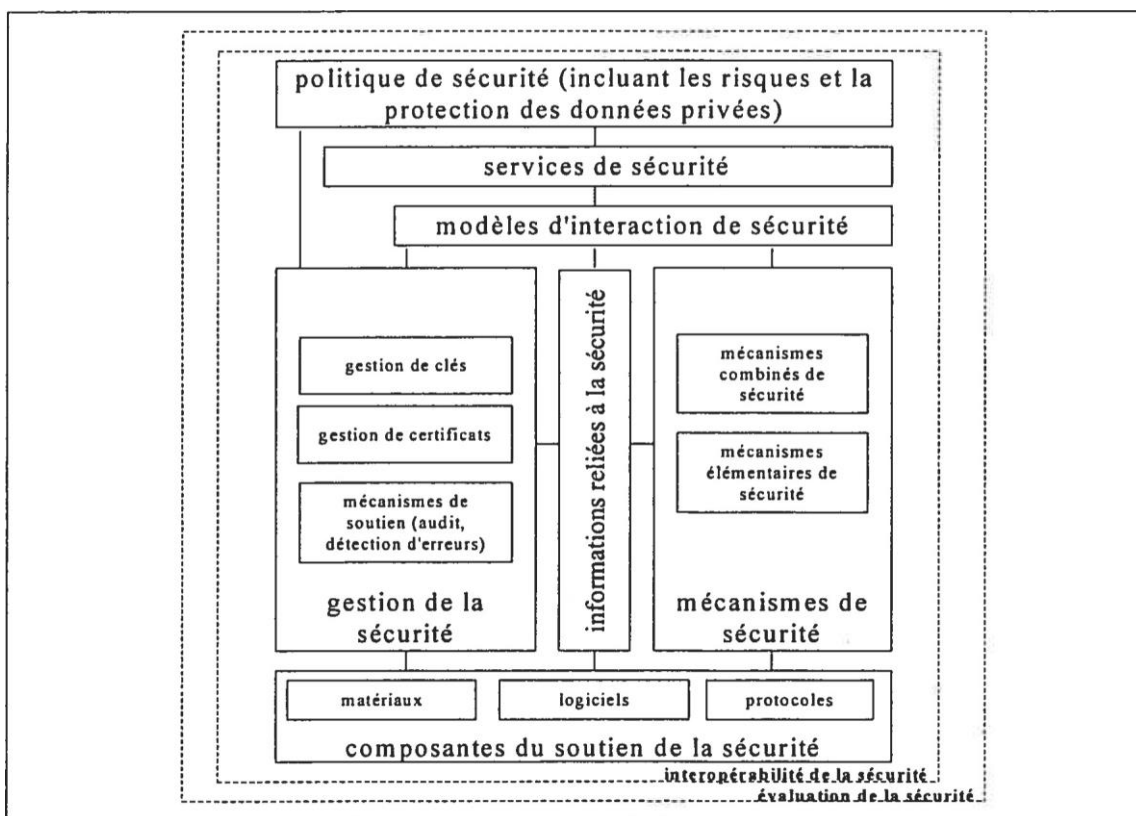 politique de sécurité (incluant les risques et la
protection des données privées)
services de sécurité
modèles d'interaction de sécurité
gestion de clés
gestion de certificats
mécanismes de
soutien (audit,
détection d'erreurs)
gestion de la
sécurité
informations reliées à la sécurité
mécanismes
combinés de
sécurité
mécanismes
élémentaires de
sécurité
mécanismes de
sécurité
matériaux
logiciels
protocoles
composantes du soutien de la sécurité
interopérabilité de la sécurité
évaluation de la sécurité